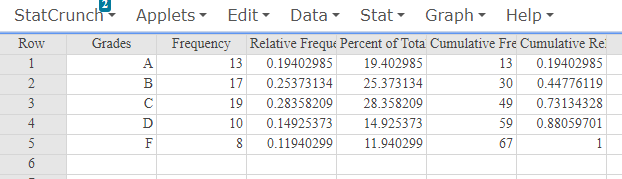 2
StatCrunch Applets Edit Data Stat Graph Help
Row Grades Frequency Relative Freque Percent of Tota Cumulative Fre Cumulative Re
1 A 13 0.19402985 19.402985 13 0.19402985
2 B 17 0.25373134 25.373134 30 0.44776119
3 C 19 0.28358209 28.358209 49 0.73134328
4 D 10 0.14925373 14.925373 59 0.88059701
5 F 8 0.11940299 11.940299 67 1
6